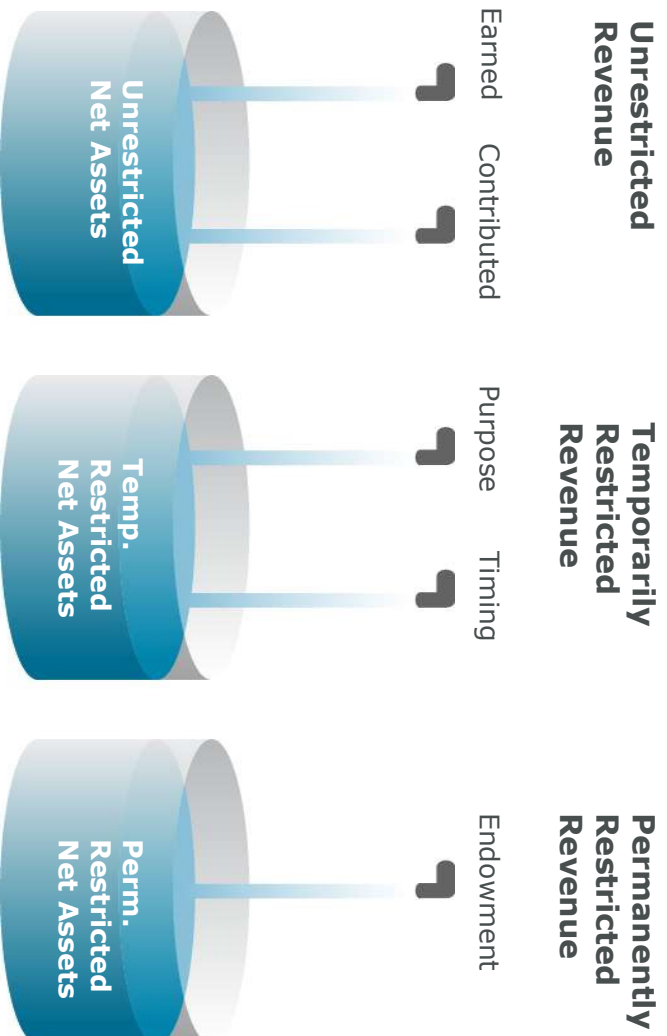 Unrestricted
Revenue
Temporarily
Restricted
Revenue
Permanently
Restricted
Revenue
Earned
Contributed
Purpose
Timing
Endowment
Unrestricted
Net Assets
Temp.
Restricted
Net Assets
Perm.
Restricted
Net Assets